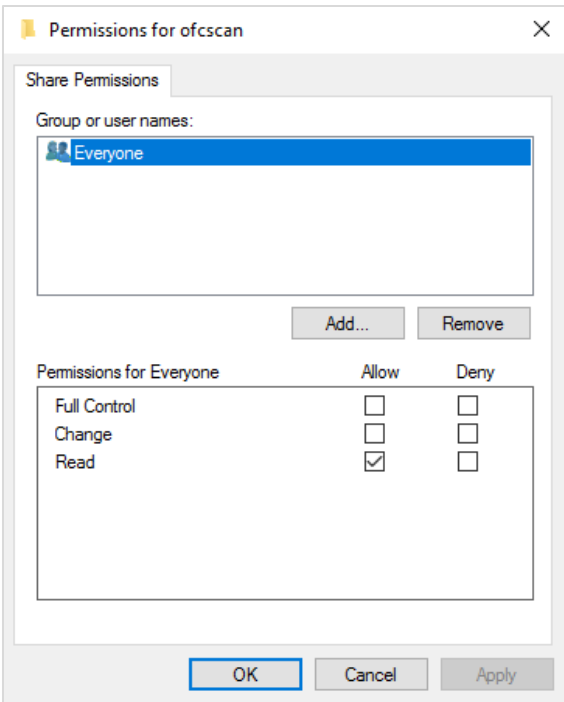 Permissions for ofcscan
Share Permissions
Group or user names:
Everyone
Add... Remove
Permissions for Everyone Allow Deny
Full Control
Change
Read
OK Cancel Apply